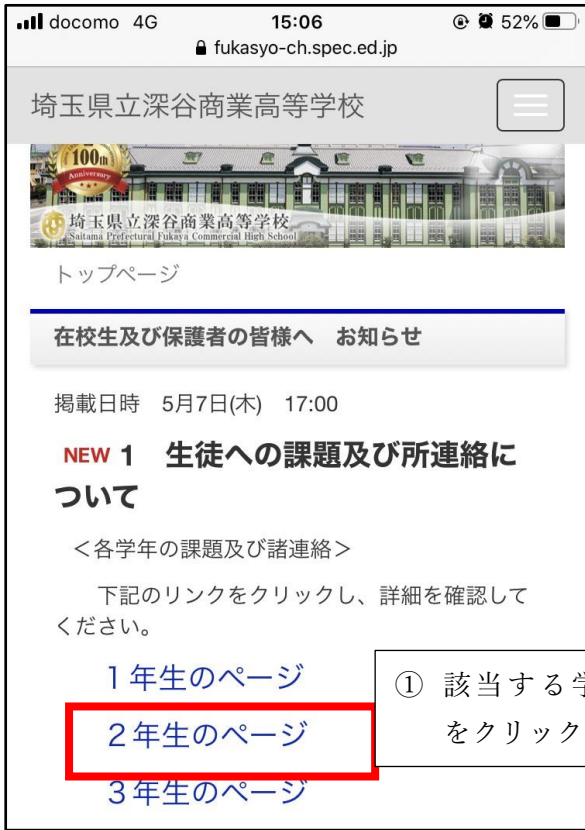 docomo 4G 15:06 52%
fukasyo-ch.spec.ed.jp
埼玉県立深谷商業高等学校
100th
Anniversary
埼玉県立深谷商業高等学校
Saitama Prefectural Fukaya Commercial High School
トップページ
在校生及び保護者の皆様へ お知らせ
掲載日時 5月7日(木) 17:00
NEW 1 生徒への課題及び所連絡に
ついて
<各学年の課題及び諸連絡>
下記のリンクをクリックし、詳細を確認して
ください。
1年生のページ
① 該当する学
2年生のページ
をクリック
3年生のページ